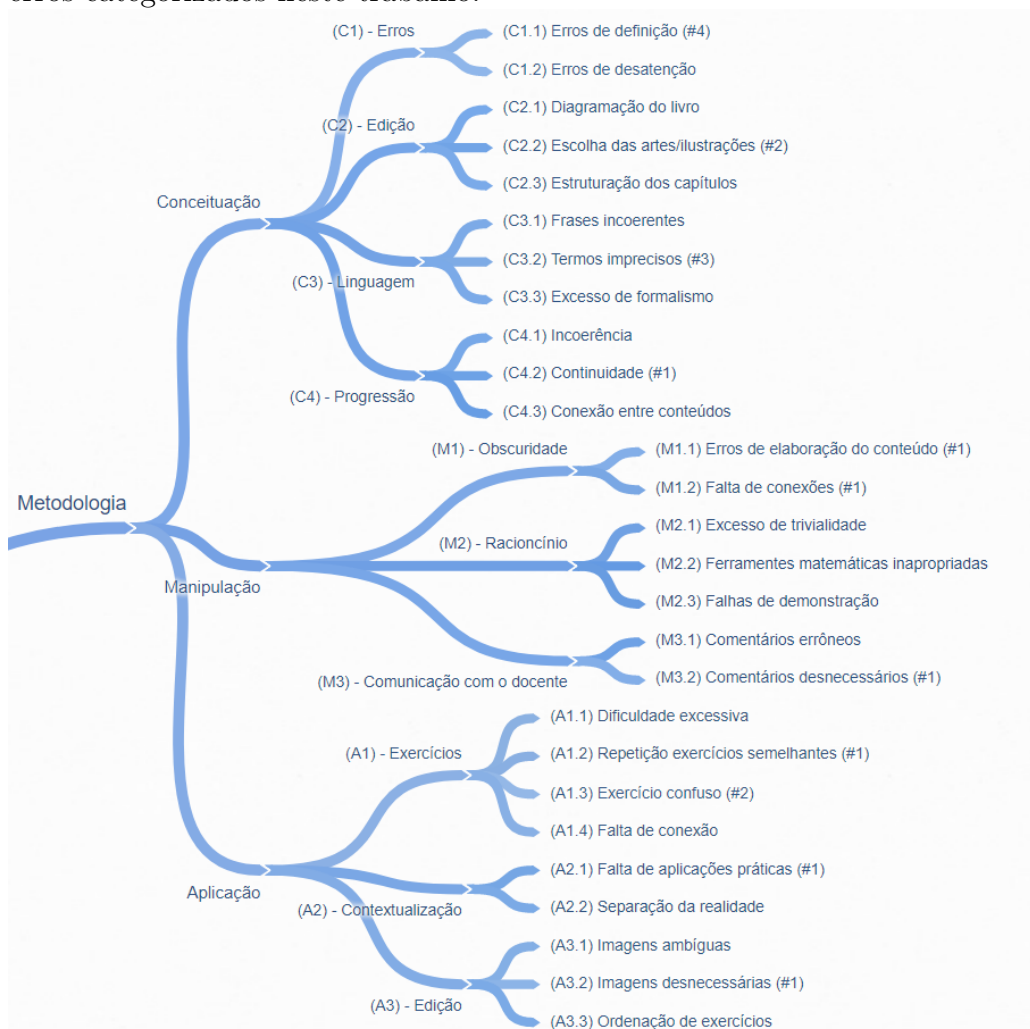 erros categorizados neste trabalho.
(C1) - Erros
(C1.1) Erros de definição (#4)
(C1.2) Erros de desatenção
(C2) - Edição
(C2.1) Diagramação do livro
(C2.2) Escolha das artes/ilustrações (#2)
(C2.3) Estruturação dos capítulos
Conceituação
(C3) - Linguagem
(C3.1) Frases incoerentes
(C3.2) Termos imprecisos (#3)
(C3.3) Excesso de formalismo
(C4) - Progressão
(C4.1) Incoerência
(C4.2) Continuidade (#1)
(C4.3) Conexão entre conteúdos
Metodologia
(M1) - Obscuridade
(M1.1) Erros de elaboração do conteúdo (#1)
(M1.2) Falta de conexões (#1)
(M2) - Racioncínio
(M2.1) Excesso de trivialidade
(M2.2) Ferramentes matemáticas inapropriadas
(M2.3) Falhas de demonstração
Manipulação
(M3) - Comunicação com o docente
(M3.1) Comentários errôneos
(M3.2) Comentários desnecessários (#1)
(A1) - Exercícios
(A1.1) Dificuldade excessiva
(A1.2) Repetição exercícios semelhantes (#1)
(A1.3) Exercício confuso (#2)
(A1.4) Falta de conexão
Aplicação
(A2) - Contextualização
(A2.1) Falta de aplicações práticas (#1)
(A2.2) Separação da realidade
(A3) - Edição
(A3.1) Imagens ambíguas
(A3.2) Imagens desnecessárias (#1)
(A3.3) Ordenação de exercícios